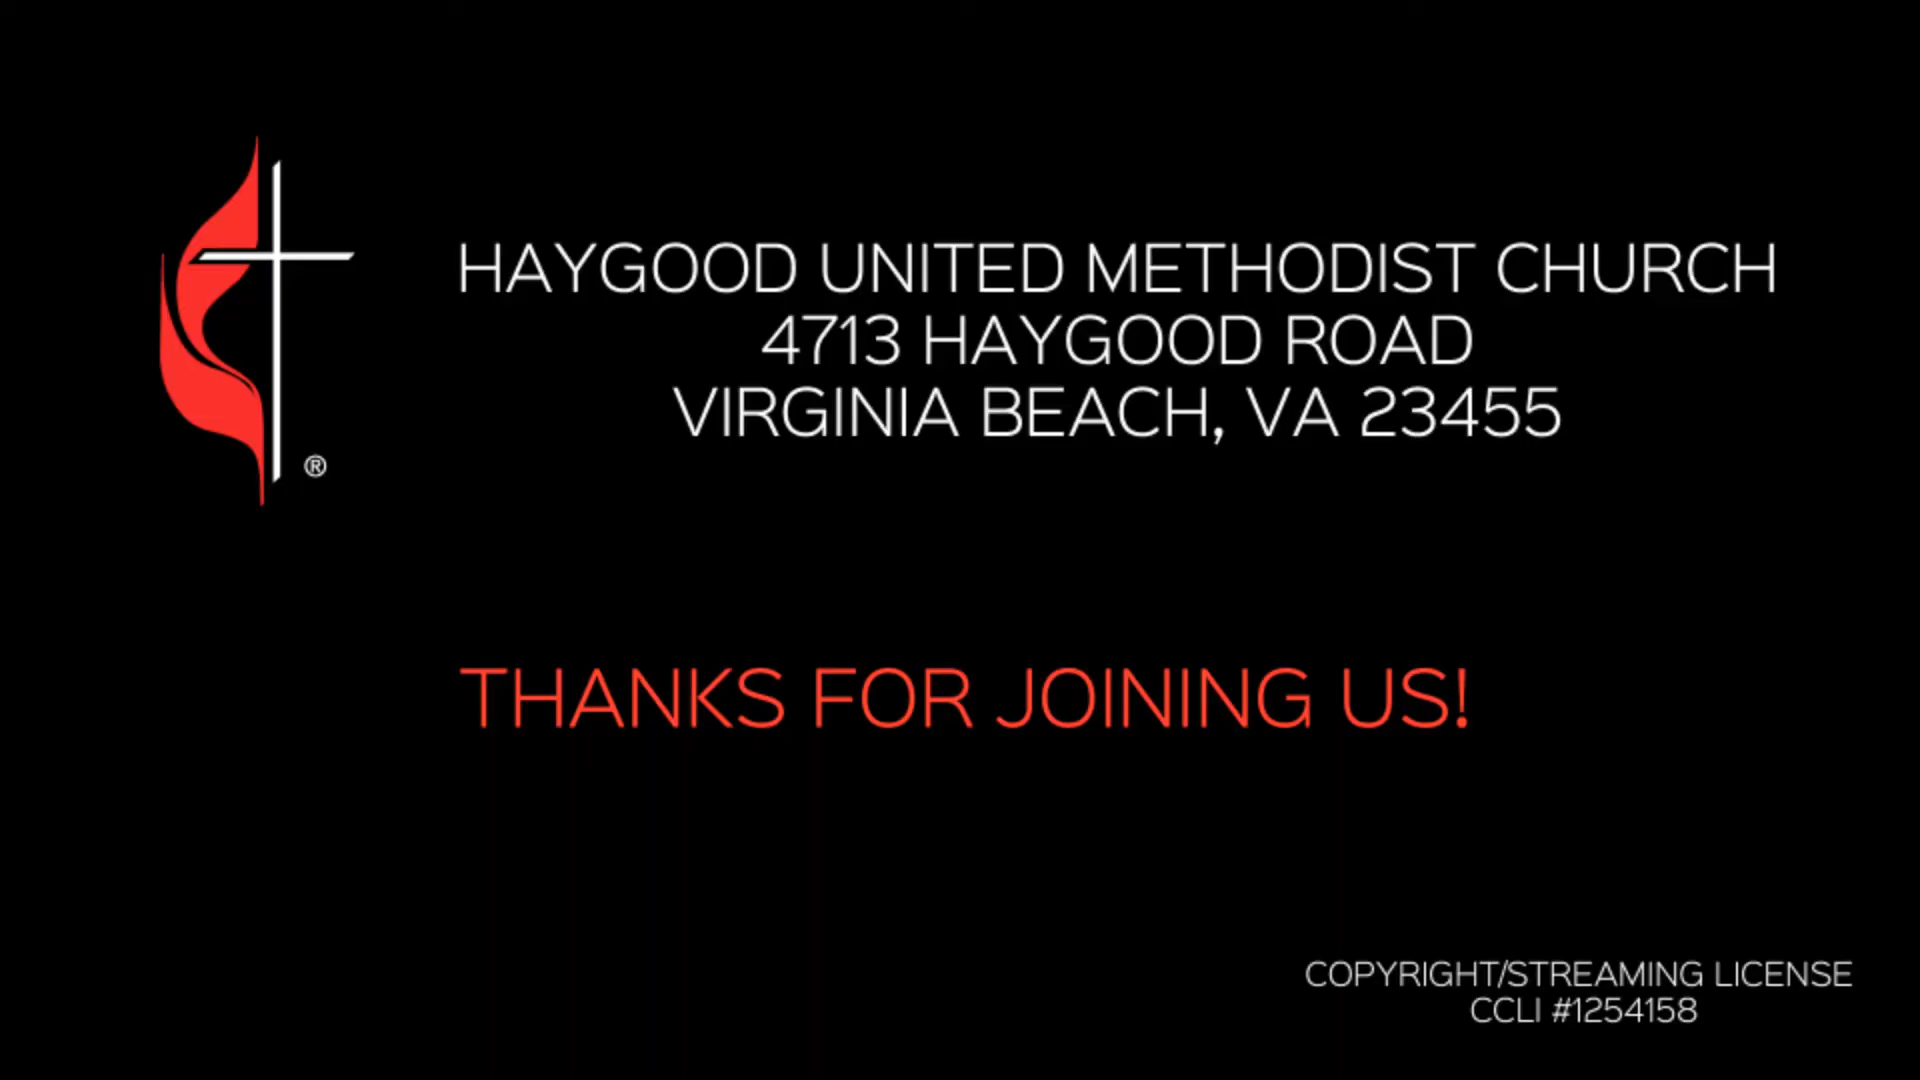 HAYGOOD UNITED METHODIST CHURCH
4713 HAYGOOD ROAD
VIRGINIA BEACH, VA 23455
®
THANKS FOR JOINING US!
COPYRIGHT/STREAMING LICENSE
CCLI #1254158